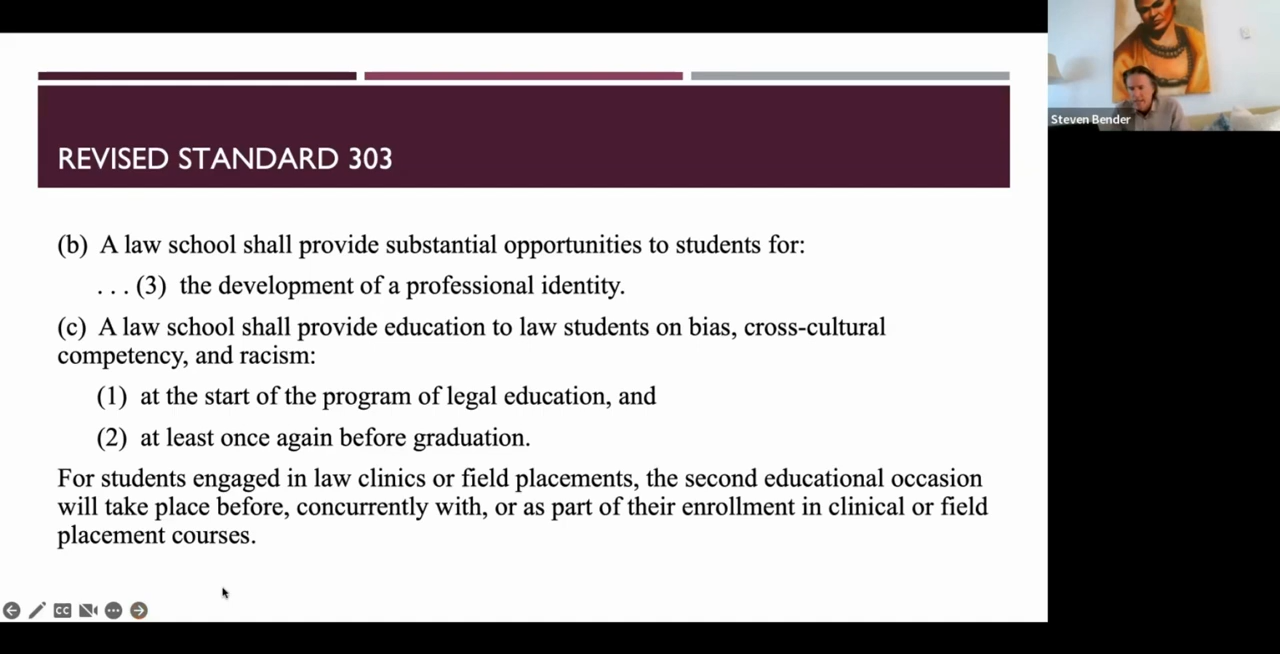 REVISED STANDARD 303
(b) A law school shall provide substantial opportunities to students for:
. . . (3) the development of a professional identity.
(c) A law school shall provide education to law students on bias, cross-cultural
competency, and racism:
(1) at the start of the program of legal education, and
(2) at least once again before graduation.
For students engaged in law clinics or field placements, the second educational occasion
will take place before, concurrently with, or as part of their enrollment in clinical or field
placement courses.
CC
Steven Bender